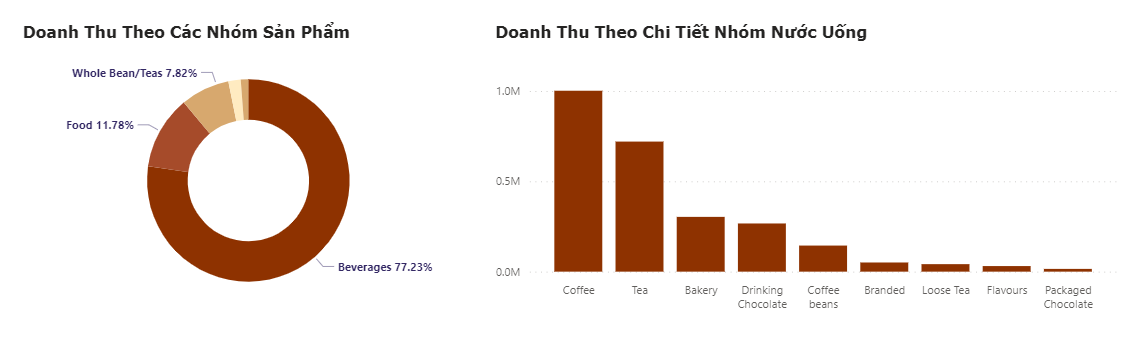 Doanh Thu Theo Các Nhóm Sản Phẩm
Whole Bean/Teas 7.82%
Food 11.78%
Beverages 77.23%
Doanh Thu Theo Chi Tiết Nhóm Nước Uống
1.0M
0.5M
0.0M
Coffee
Tea
Bakery
Drinking
Chocolate
Coffee
beans
Branded
Loose Tea
Flavours
Packaged
Chocolate